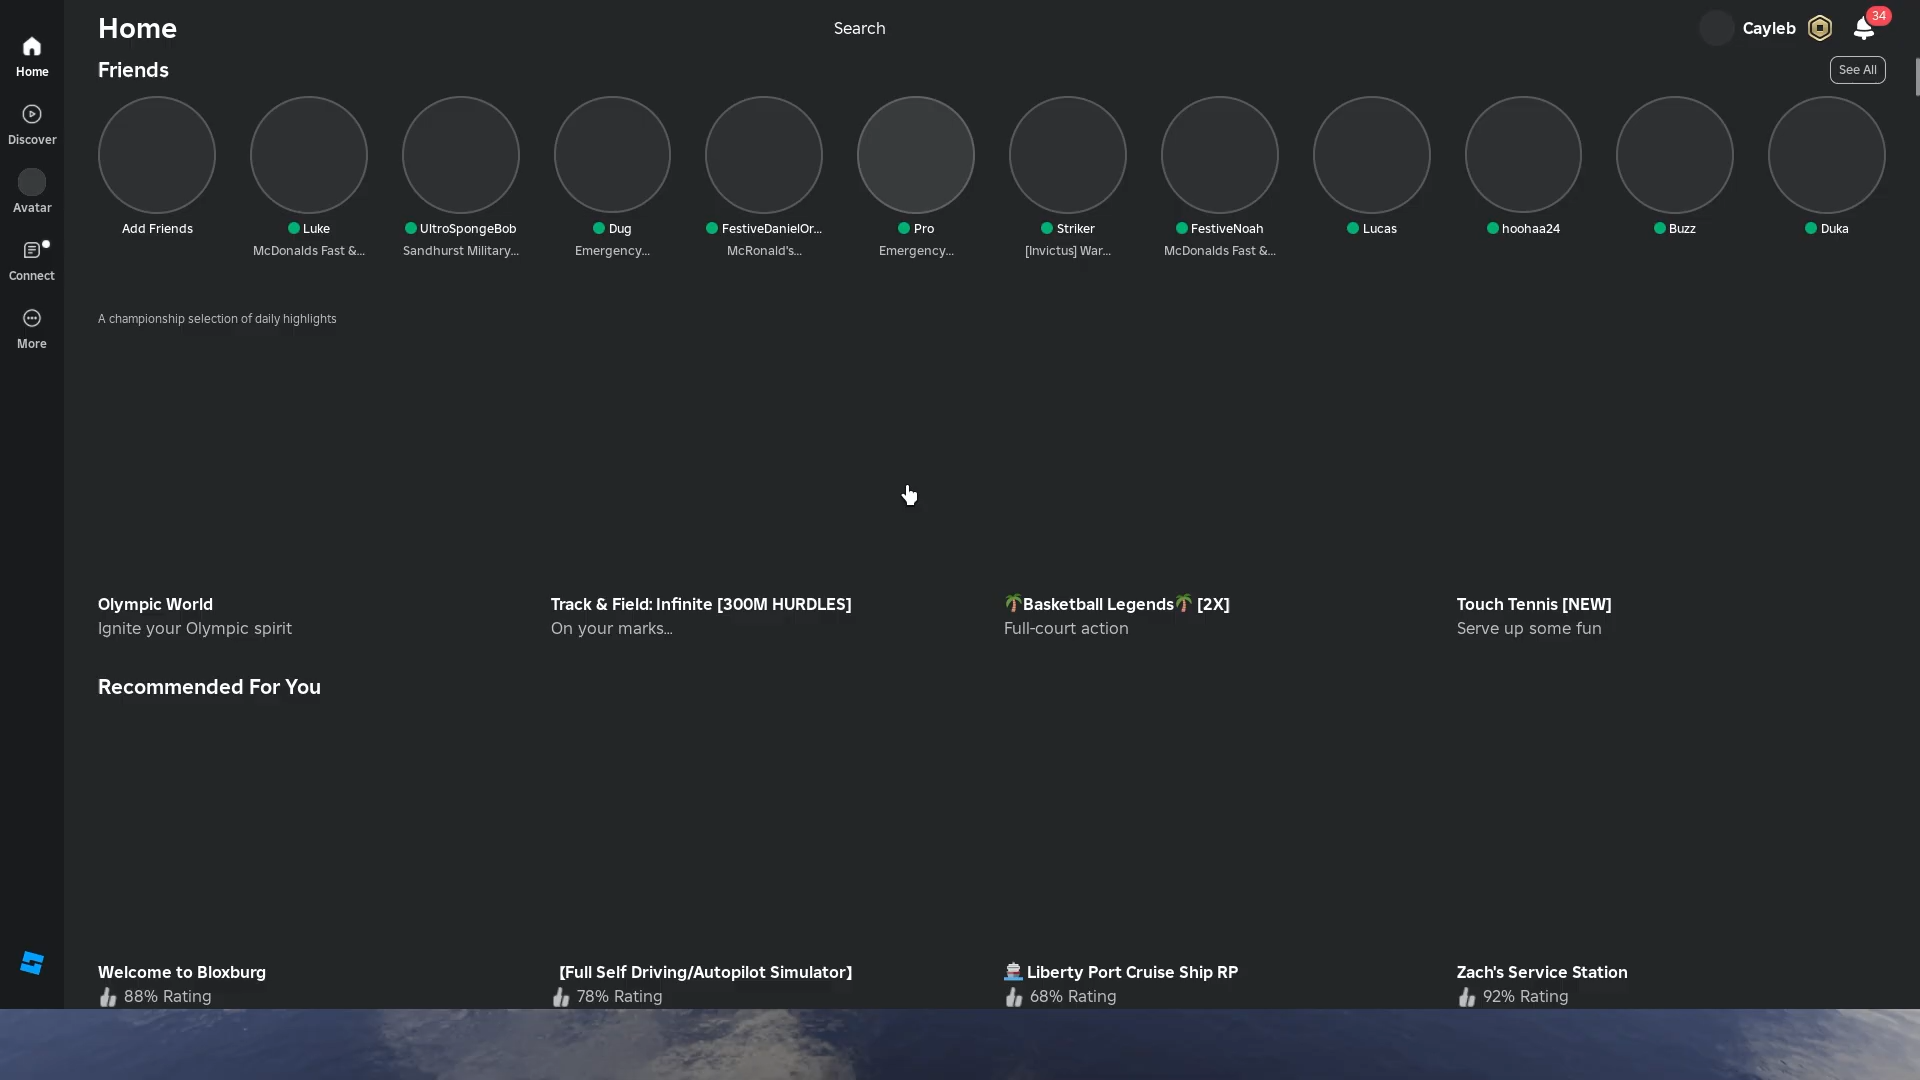 Home
Search
Cayleb
34
Home
Friends
See All
Discover
Avatar
Connect
More
Add Friends
Luke
UltroSpongeBob
Dug
FestiveDanielOr...
Pro
Striker
FestiveNoah
Lucas
hoohaa24
Buzz
Duka
McDonalds Fast &...
Sandhurst Military...
Emergency...
McRonald's...
Emergency...
[Invictus] War...
McDonalds Fast &...
A championship selection of daily highlights
Olympic World
Ignite your Olympic spirit
Track & Field: Infinite [300M HURDLES]
On your marks...
🌴Basketball Legends🌴 [2X]
Full-court action
Touch Tennis [NEW]
Serve up some fun
Recommended For You
Welcome to Bloxburg
88% Rating
[Full Self Driving/Autopilot Simulator]
78% Rating
🚢 Liberty Port Cruise Ship RP
68% Rating
Zach's Service Station
92% Rating